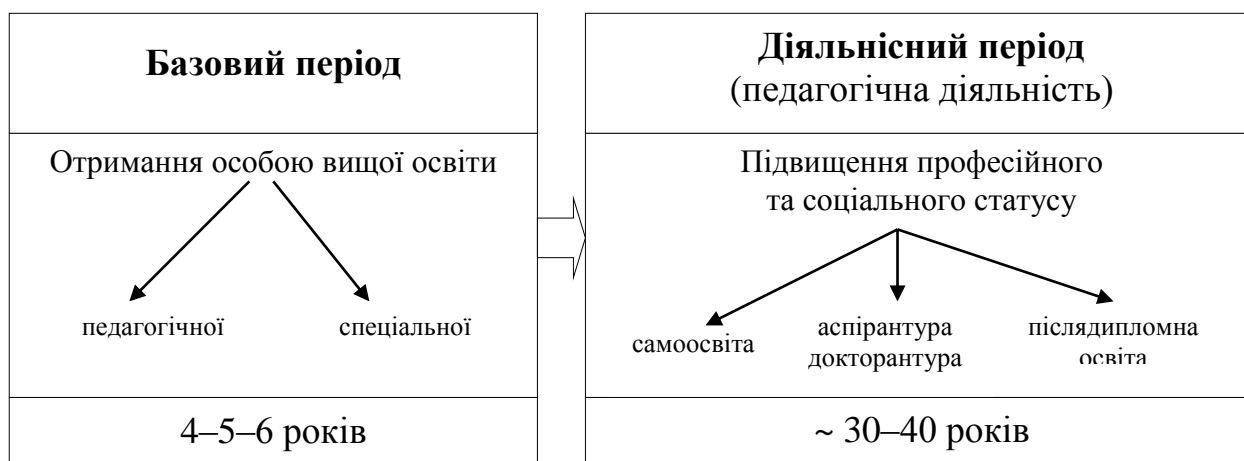 Базовий період
Отримання особою вищої освіти
педагогічної
спеціальної
4–5–6 років
Діяльнісний період
(педагогічна діяльність)
Підвищення професійного
та соціального статусу
самоосвіта
аспірантура
докторантура
післядипломна
освіта
~ 30–40 років